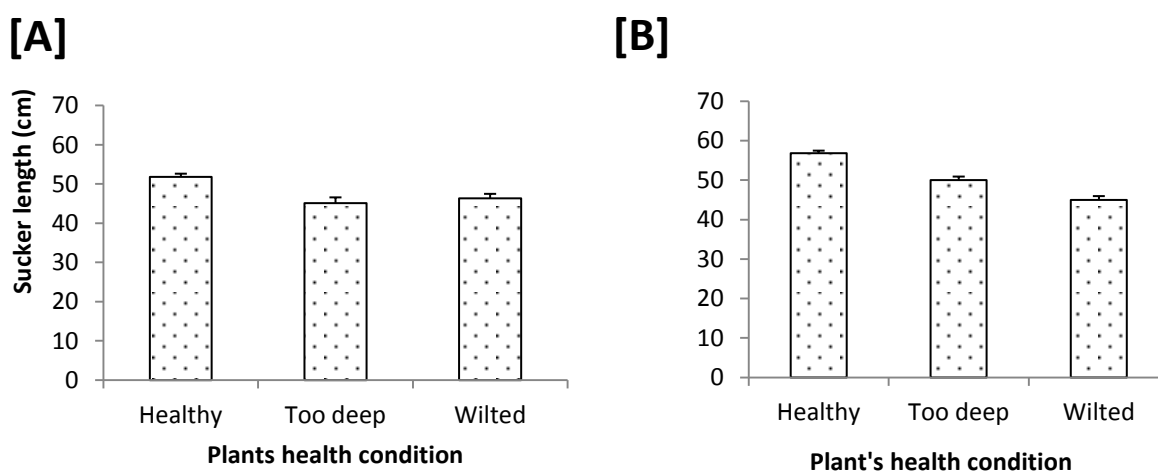 [A]
Sucker length (cm)
70
60
50
40
30
20
10
0
Healthy Too deep Wilted
Plants health condition
[B]
70
60
50
40
30
20
10
0
Healthy Too deep Wilted
Plant's health condition